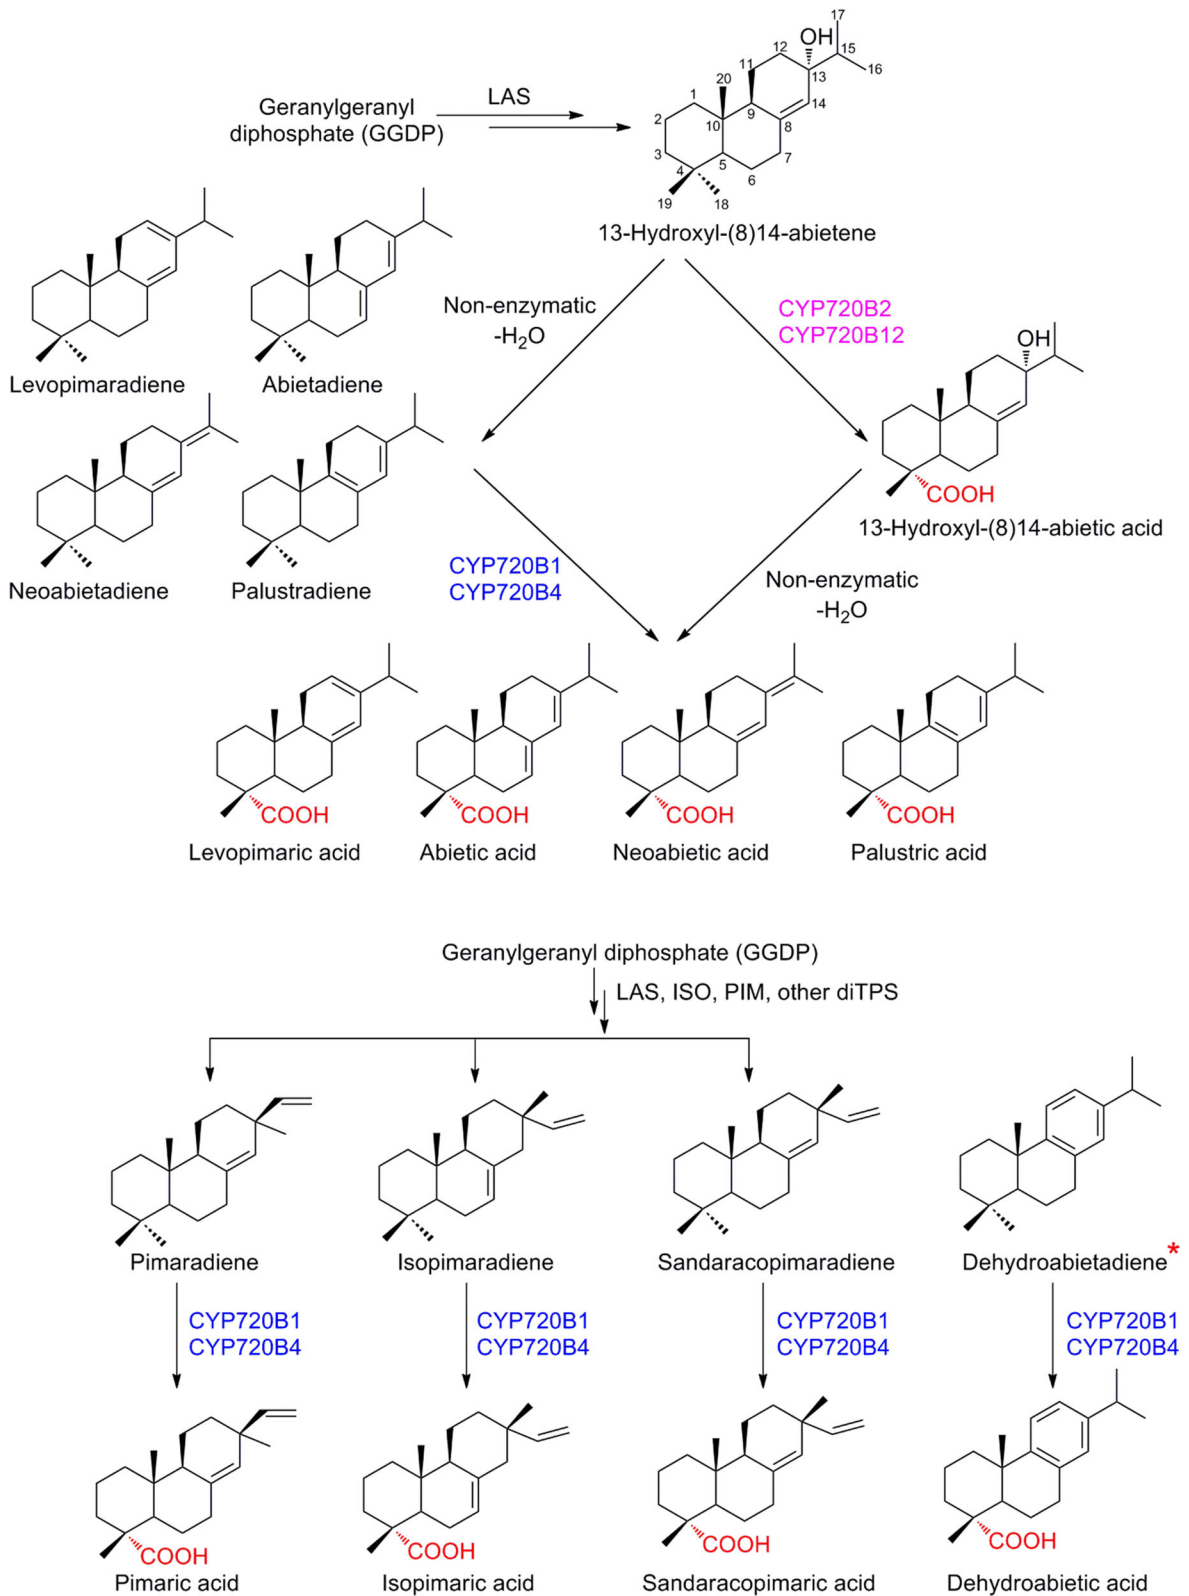 17
OH
12
15
11
16
20
13
1
14
Geranylgeranyl
LAS
9
2
10
8
diphosphate (GGDP)
3
5
7
4
6
19
18
13-Hydroxyl-(8)14-abietene
Non-enzymatic
-H2O
CYP720B2
CYP720B12
OH
Levopimaradiene
Abietadiene
COOH
13-Hydroxyl-(8)14-abietic acid
CYP720B1
CYP720B4
Neoabietadiene
Palustradiene
Non-enzymatic
-H2O
COOH
COOH
COOH
COOH
Levopimaric acid
Abietic acid
Neoabietic acid
Palustric acid
Geranylgeranyl diphosphate (GGDP)
LAS, ISO, PIM, other diTPS
Pimaradiene
Isopimaradiene
Sandaracopimaradiene
Dehydroabietadiene*
CYP720B1
CYP720B4
CYP720B1
CYP720B4
CYP720B1
CYP720B4
CYP720B1
CYP720B4
COOH
COOH
COOH
COOH
Pimaric acid
Isopimaric acid
Sandaracopimaric acid
Dehydroabietic acid